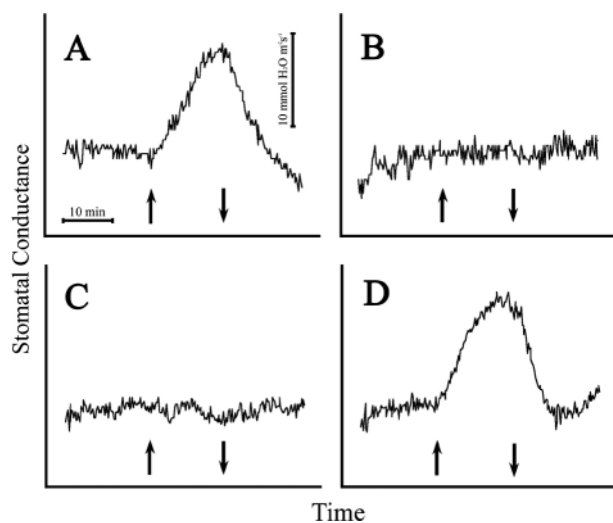 A
10 mmol H₂O m⁻²s⁻¹
10 min
B
C
D
Stomatal Conductance
Time